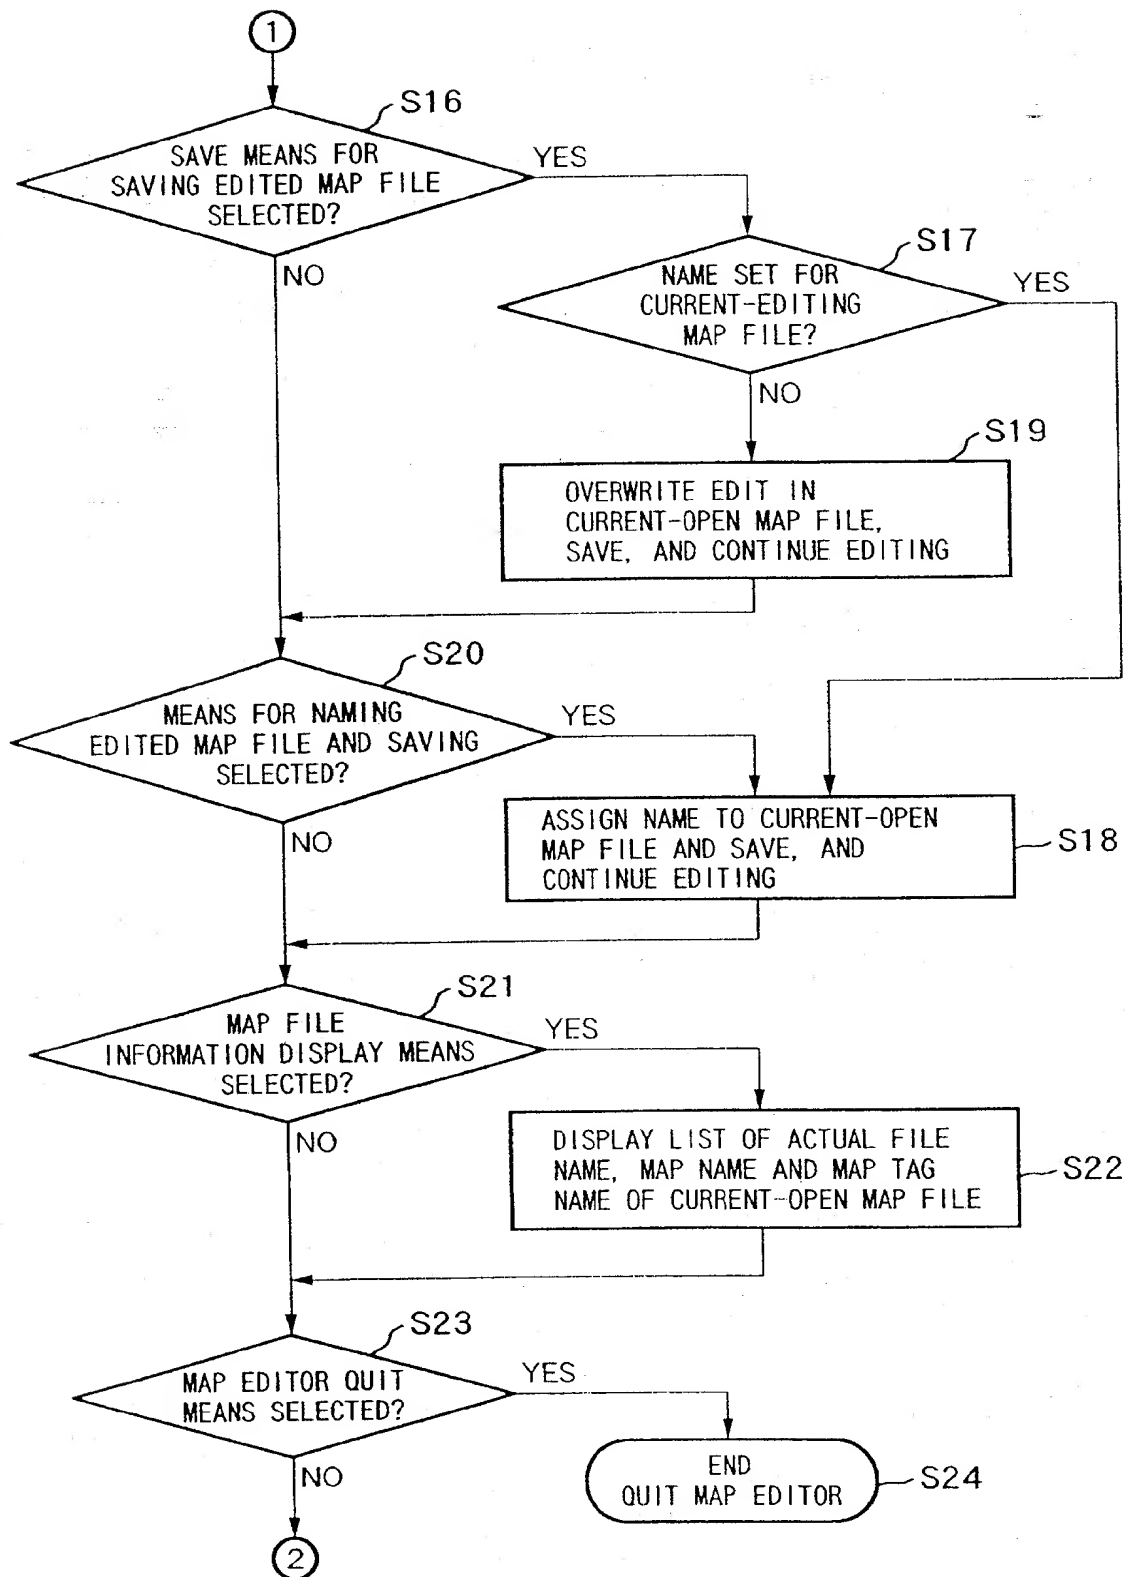 1
S16
SAVE MEANS FOR
SAVING EDITED MAP FILE
SELECTED?
YES
NO
S17
NAME SET FOR
CURRENT-EDITING
MAP FILE?
YES
NO
S19
OVERWRITE EDIT IN
CURRENT-OPEN MAP FILE,
SAVE, AND CONTINUE EDITING
S20
MEANS FOR NAMING
EDITED MAP FILE AND SAVING
SELECTED?
YES
NO
ASSIGN NAME TO CURRENT-OPEN
MAP FILE AND SAVE, AND
CONTINUE EDITING
S18
S21
MAP FILE
INFORMATION DISPLAY MEANS
SELECTED?
YES
NO
DISPLAY LIST OF ACTUAL FILE
NAME, MAP NAME AND MAP TAG
NAME OF CURRENT-OPEN MAP FILE
S22
S23
MAP EDITOR QUIT
MEANS SELECTED?
YES
NO
END
QUIT MAP EDITOR
S24
2